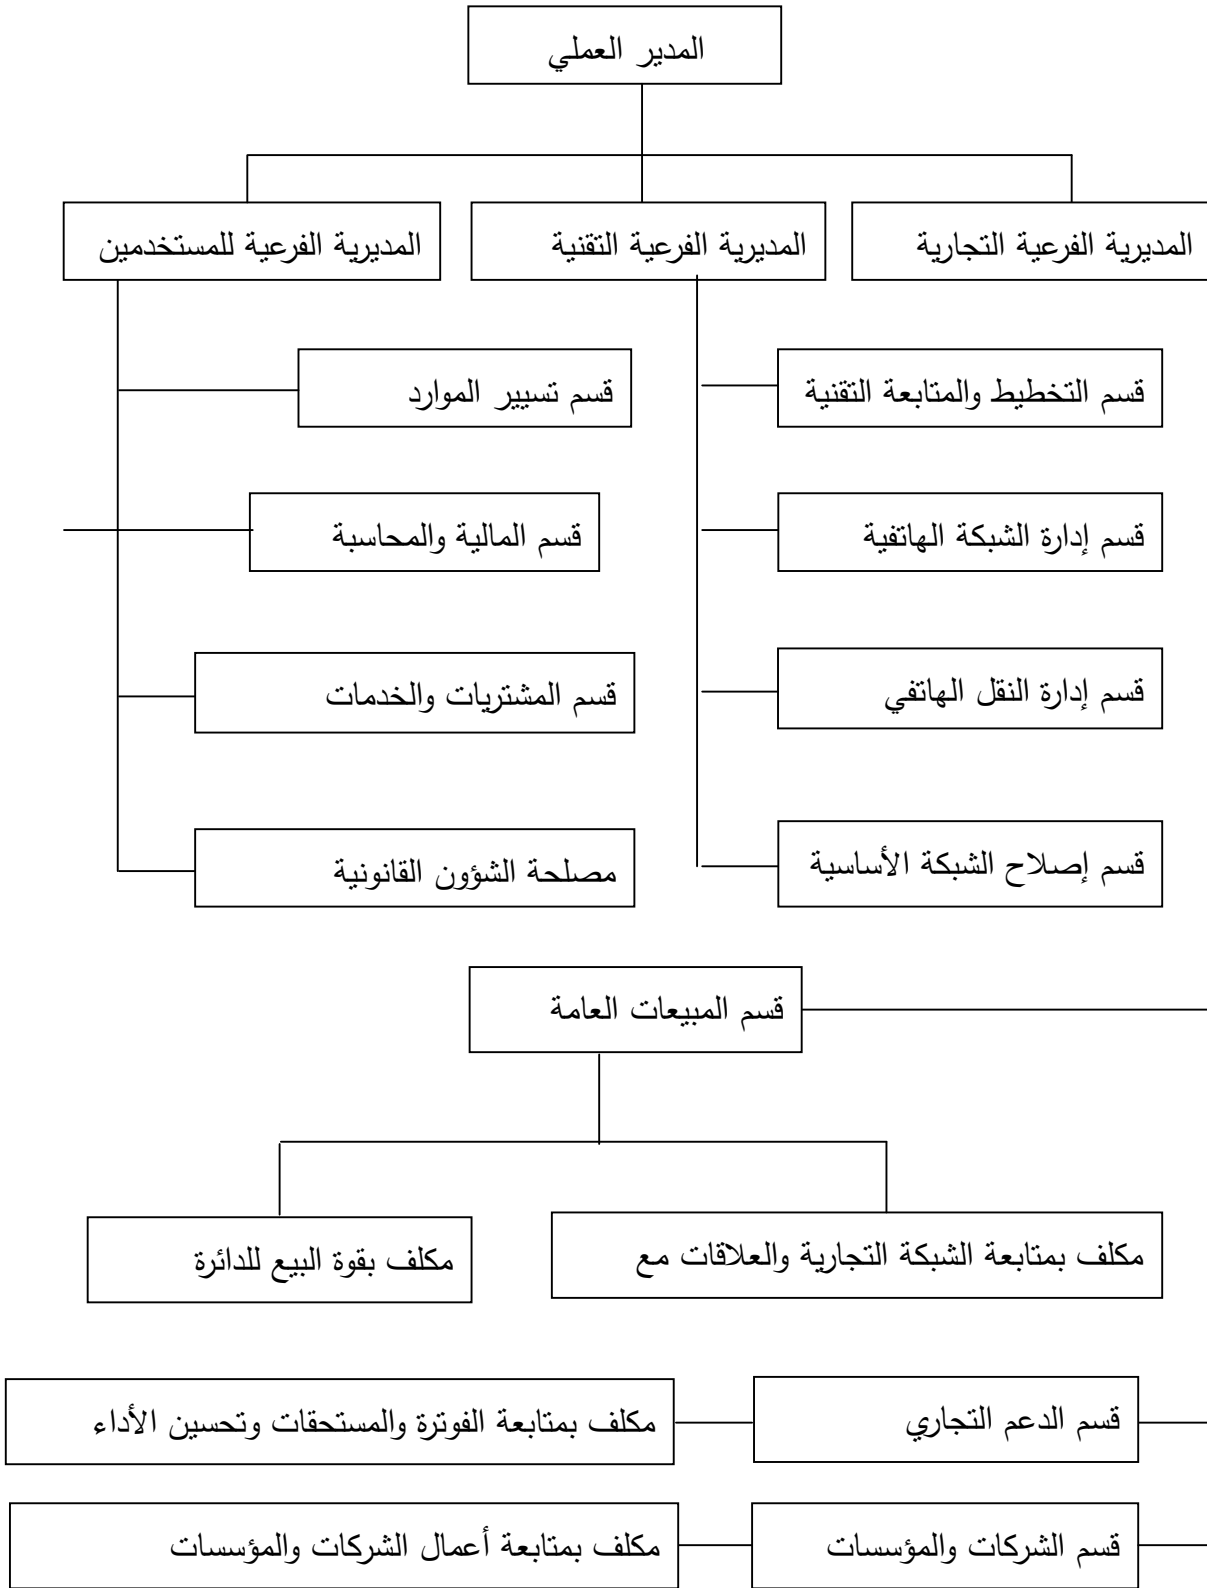 المدير العملي
المديرية الفرعية التجارية
المديرية الفرعية التقنية
المديرية الفرعية للمستخدمين
قسم التخطيط والمتابعة التقنية
قسم تسيير الموارد
قسم إدارة الشبكة الهاتفية
قسم المالية والمحاسبة
قسم إدارة النقل الهاتفي
قسم المشتريات والخدمات
قسم إصلاح الشبكة الأساسية
مصلحة الشؤون القانونية
قسم المبيعات العامة
مكلف بمتابعة الشبكة التجارية والعلاقات مع
مكلف بقوة البيع للدائرة
قسم الدعم التجاري
مكلف بمتابعة الفوترة والمستحقات وتحسين الأداء
قسم الشركات والمؤسسات
مكلف بمتابعة أعمال الشركات والمؤسسات